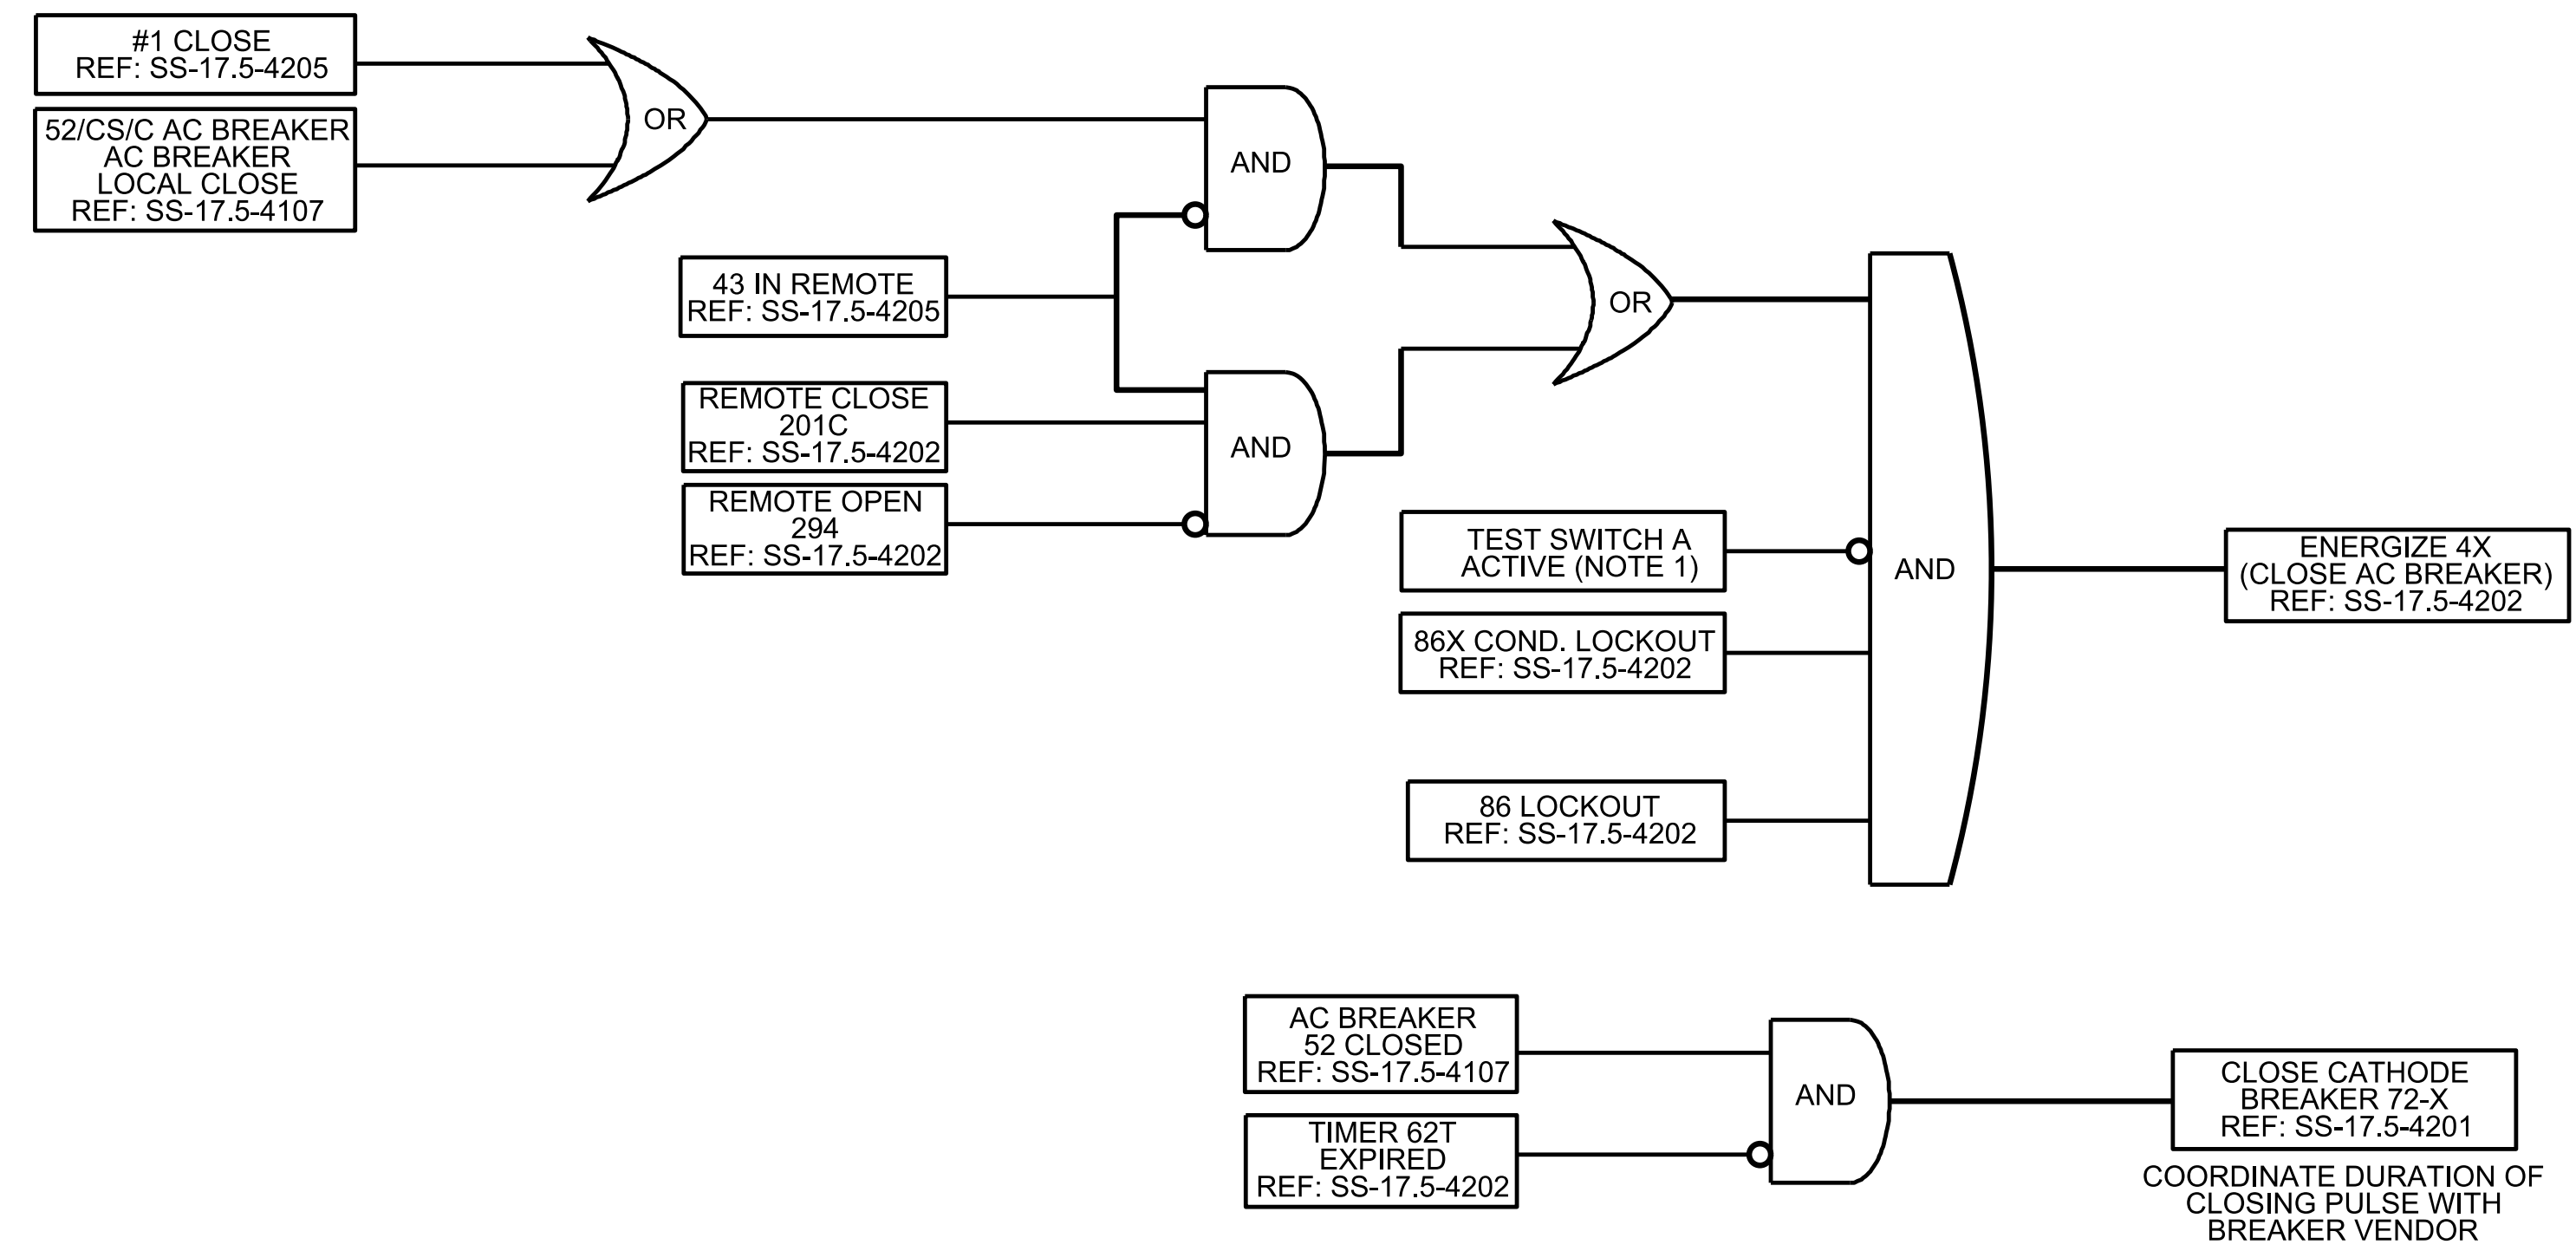 #1 CLOSE
REF: SS-17.5-4205
52/CS/C AC BREAKER
AC BREAKER
LOCAL CLOSE
REF: SS-17.5-4107
OR
AND
43 IN REMOTE
REF: SS-17.5-4205
REMOTE CLOSE
201C
REF: SS-17.5-4202
REMOTE OPEN
294
REF: SS-17.5-4202
AND
OR
TEST SWITCH A
ACTIVE (NOTE 1)
86X COND. LOCKOUT
REF: SS-17.5-4202
86 LOCKOUT
REF: SS-17.5-4202
AND
ENERGIZE 4X
(CLOSE AC BREAKER)
REF: SS-17.5-4202
AC BREAKER
52 CLOSED
REF: SS-17.5-4107
TIMER 62T
EXPIRED
REF: SS-17.5-4202
AND
CLOSE CATHODE
BREAKER 72-X
REF: SS-17.5-4201
COORDINATE DURATION OF
CLOSING PULSE WITH
BREAKER VENDOR